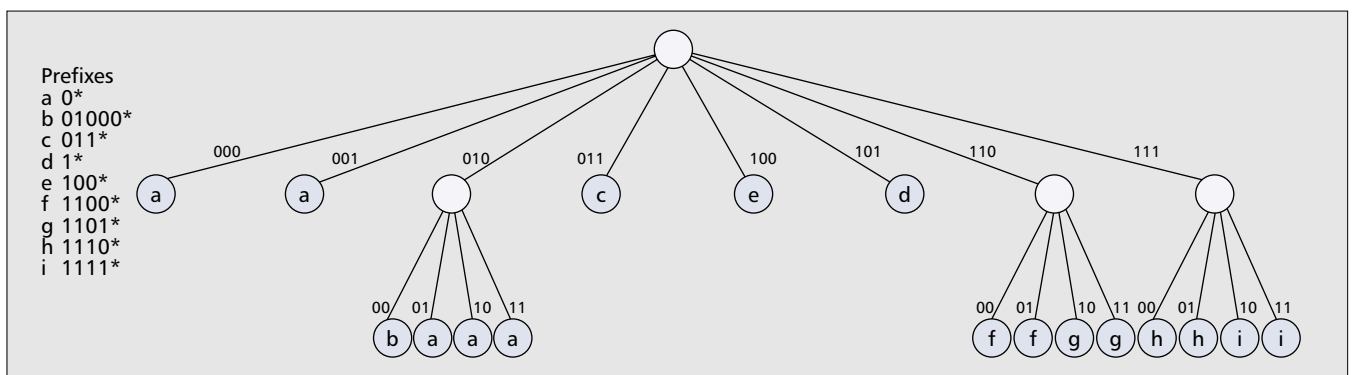 Prefixes
a 0*
b 01000*
c 011*
d 1*
e 100*
f 1100*
g 1101*
h 1110*
i 1111*
000 001 010 011 100 101 110 111
a a c e d
00 01 10 11 00 01 10 11 00 01 10 11
b a a a f f g g h h i i